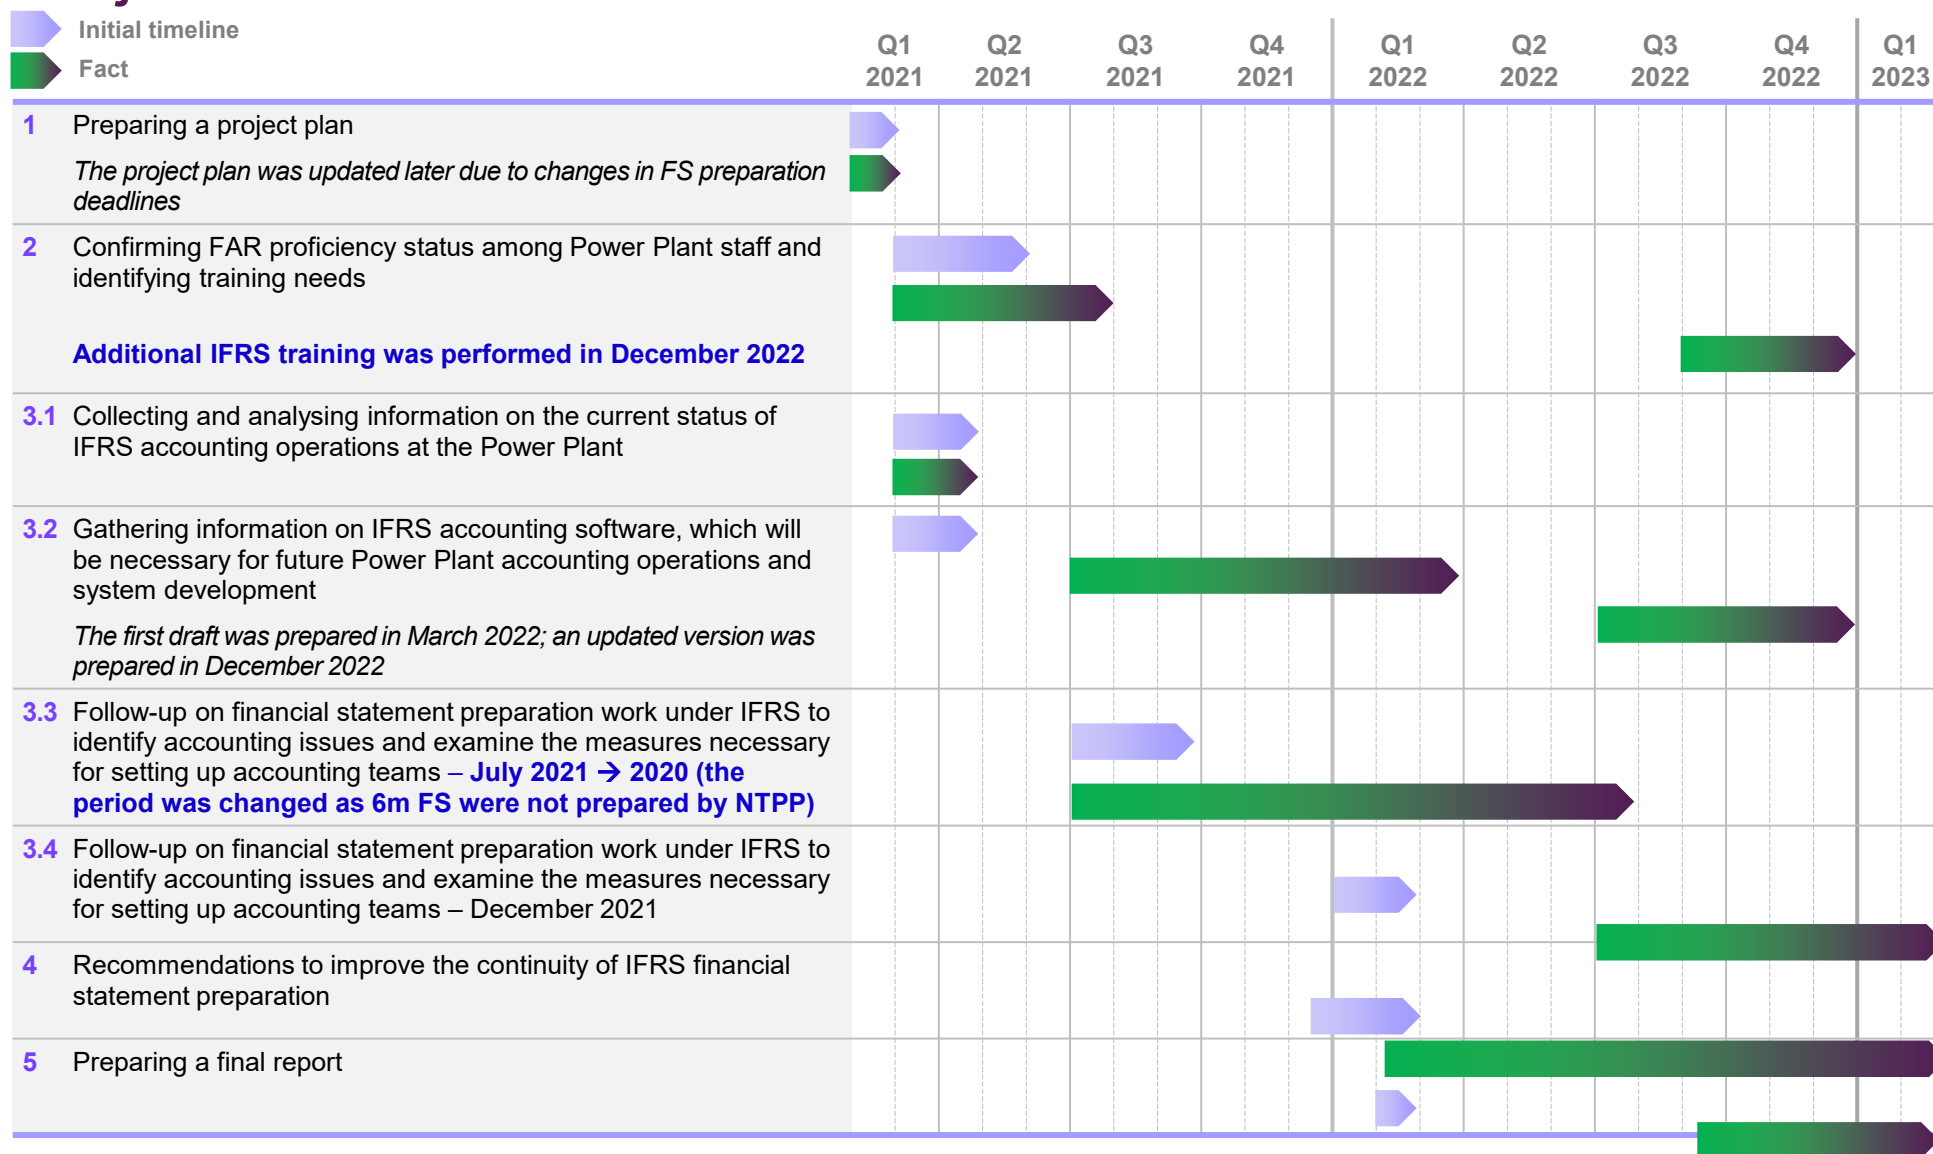 Initial timeline
Fact
Q1 Q2 Q3 Q4 Q1 Q2 Q3 Q4 Q1
2021 2021 2021 2021 2022 2022 2022 2022 2023
1 Preparing a project plan
The project plan was updated later due to changes in FS preparation
deadlines
2 Confirming FAR proficiency status among Power Plant staff and
identifying training needs
Additional IFRS training was performed in December 2022
3.1 Collecting and analysing information on the current status of
IFRS accounting operations at the Power Plant
3.2 Gathering information on IFRS accounting software, which will
be necessary for future Power Plant accounting operations and
system development
The first draft was prepared in March 2022; an updated version was
prepared in December 2022
3.3 Follow-up on financial statement preparation work under IFRS to
identify accounting issues and examine the measures necessary
for setting up accounting teams – July 2021 → 2020 (the
period was changed as 6m FS were not prepared by NTPP)
3.4 Follow-up on financial statement preparation work under IFRS to
identify accounting issues and examine the measures necessary
for setting up accounting teams – December 2021
4 Recommendations to improve the continuity of IFRS financial
statement preparation
5 Preparing a final report